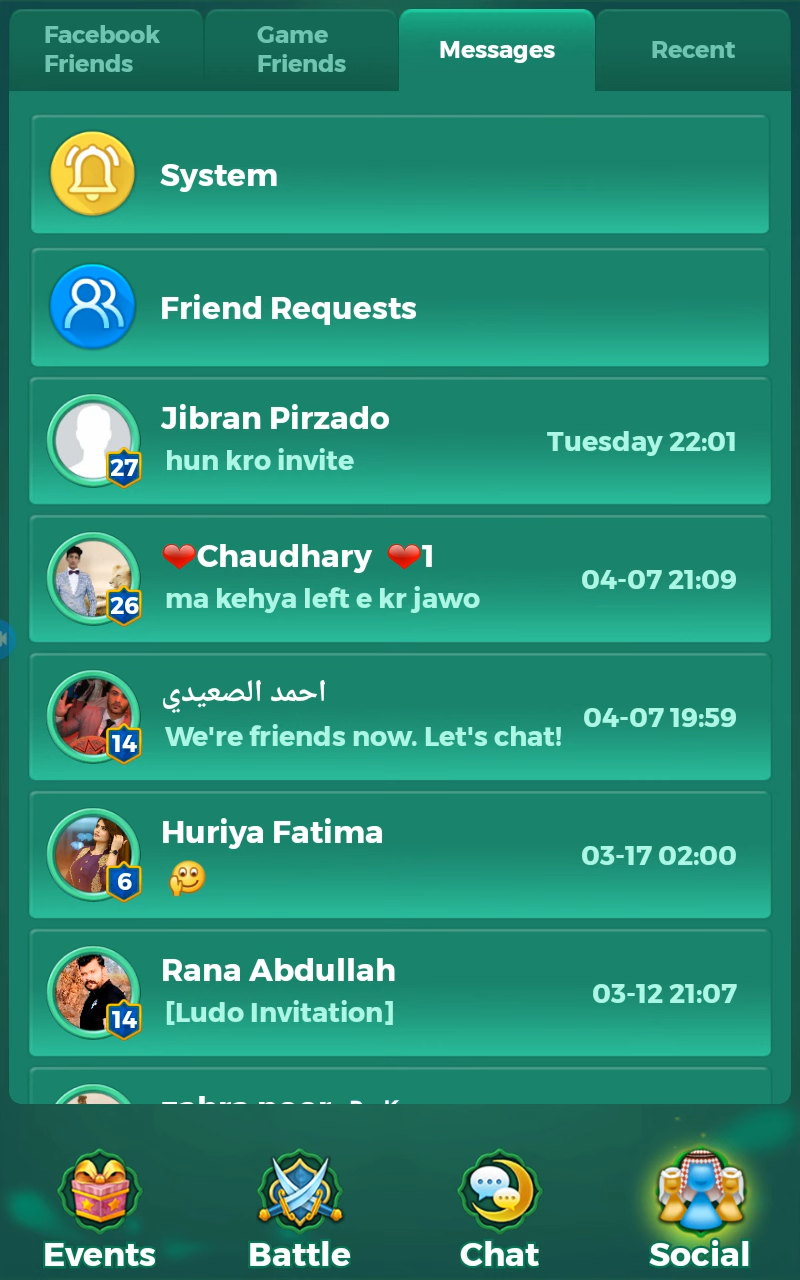 Facebook
Friends
Game
Friends
Messages
Recent
System
Friend Requests
Jibran Pirzado
27
hun kro invite
Tuesday 22:01
❤Chaudhary ❤1
26
ma kehya left e kr jawo
04-07 21:09
احمد الصعيدي
14
We're friends now. Let's chat!
04-07 19:59
Huriya Fatima
6
03-17 02:00
Rana Abdullah
14
[Ludo Invitation]
03-12 21:07
Events
Battle
Chat
Social